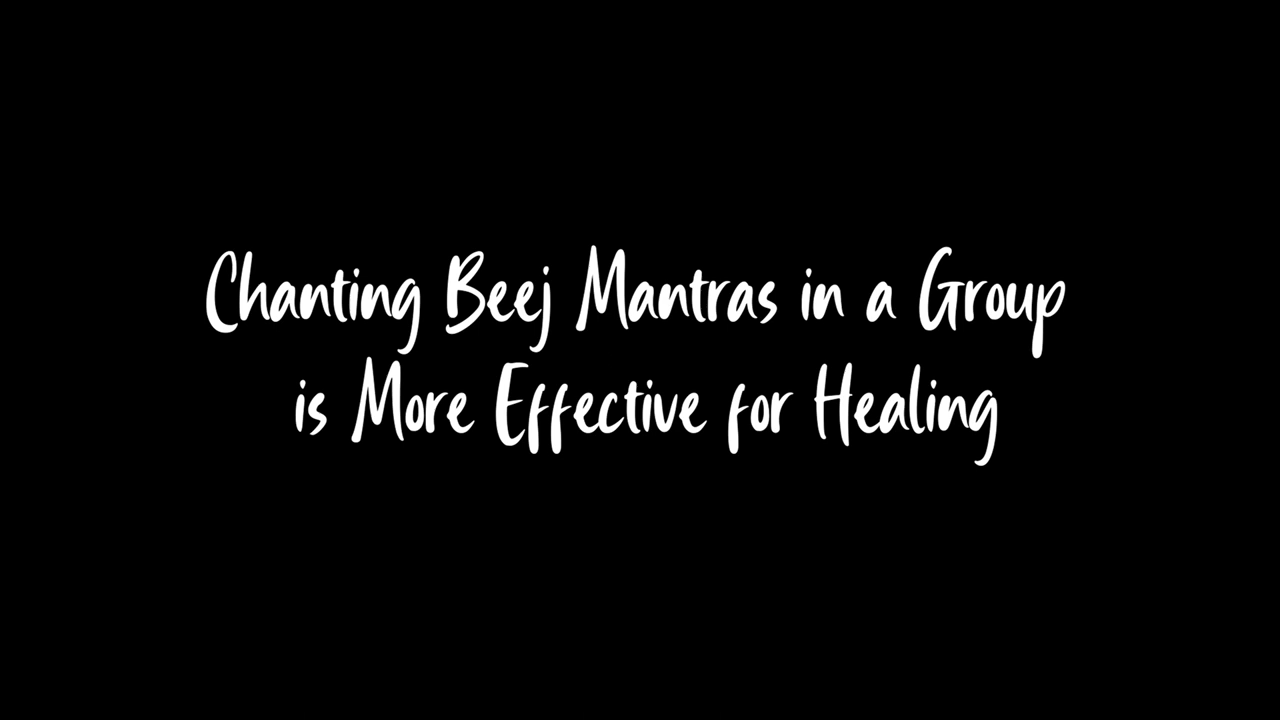 Chanting Beej Mantras in a Group
is More Effective for Healing